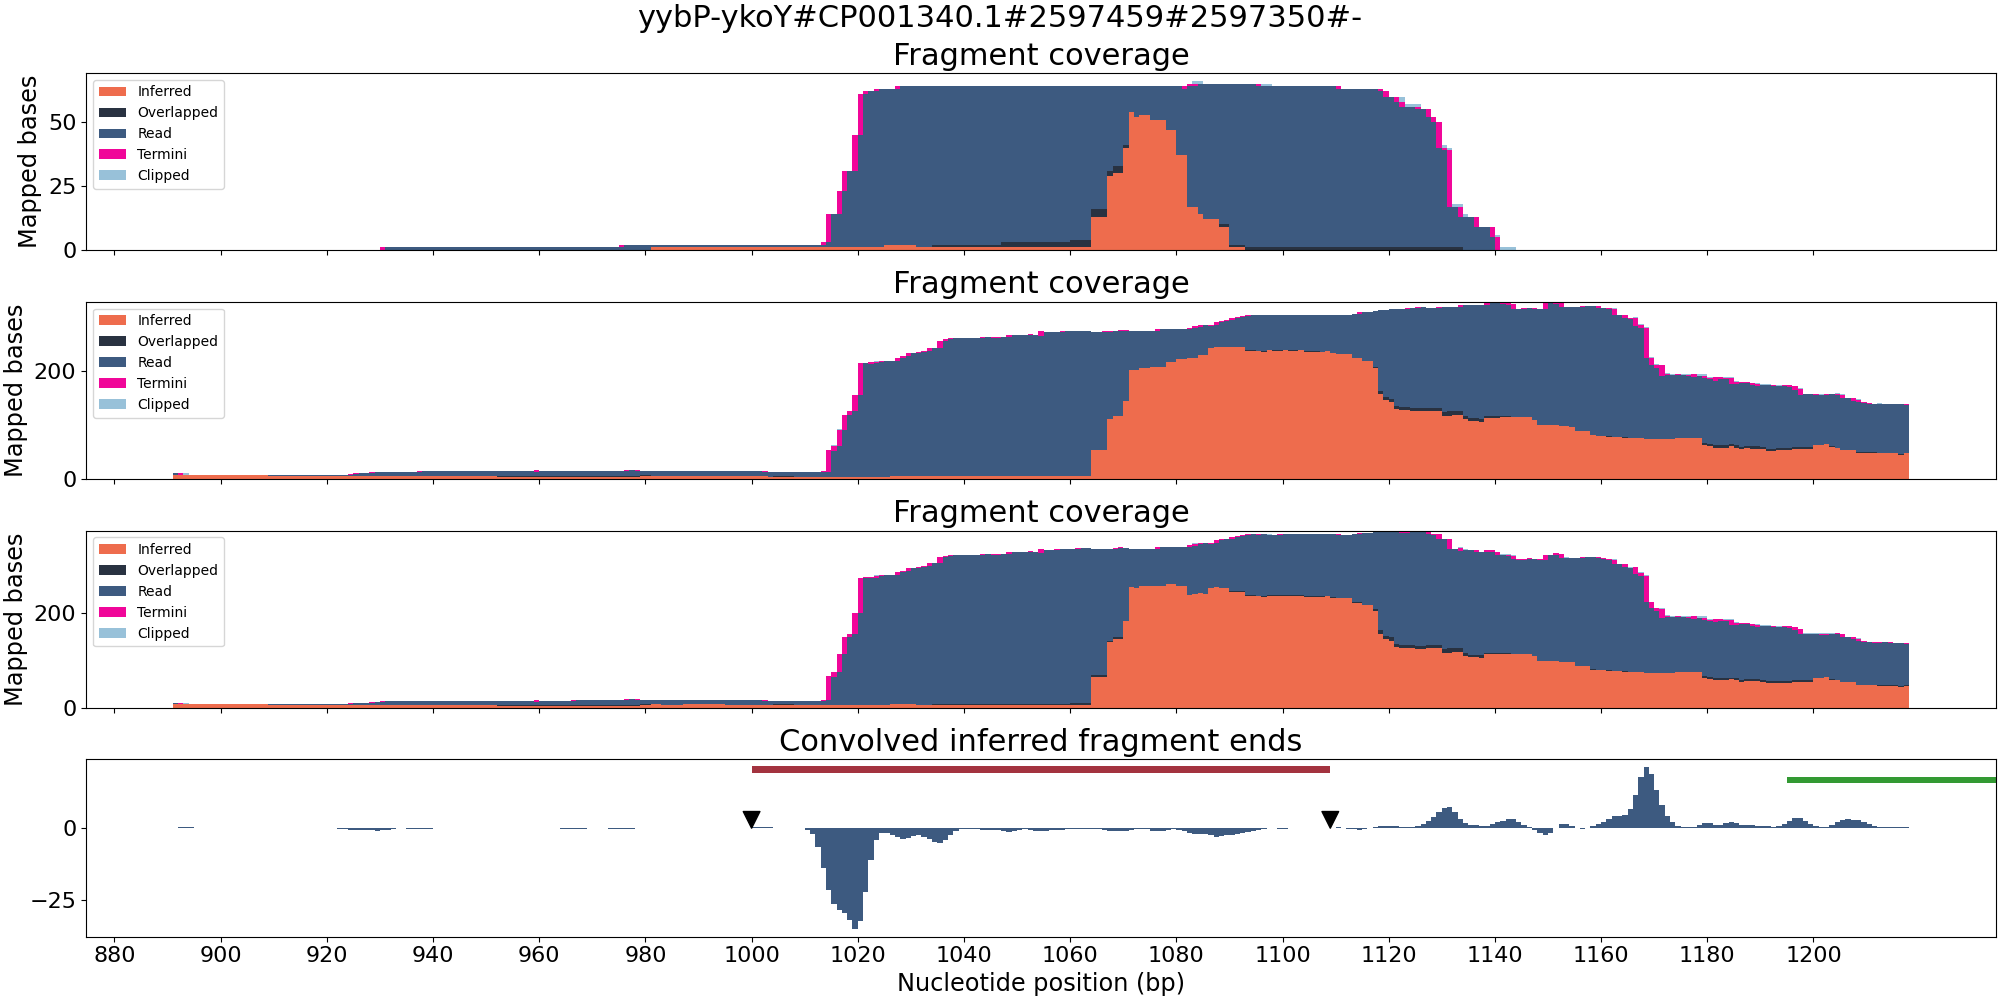 yybP-ykoY#CP001340.1#2597459#2597350#-
Fragment coverage
Mapped bases
50
25
0
Inferred
Overlapped
Read
Termini
Clipped
Fragment coverage
Mapped bases
200
0
Inferred
Overlapped
Read
Termini
Clipped
Fragment coverage
Mapped bases
200
0
Inferred
Overlapped
Read
Termini
Clipped
Convolved inferred fragment ends
0
−25
880 900 920 940 960 980 1000 1020 1040 1060 1080 1100 1120 1140 1160 1180 1200
Nucleotide position (bp)